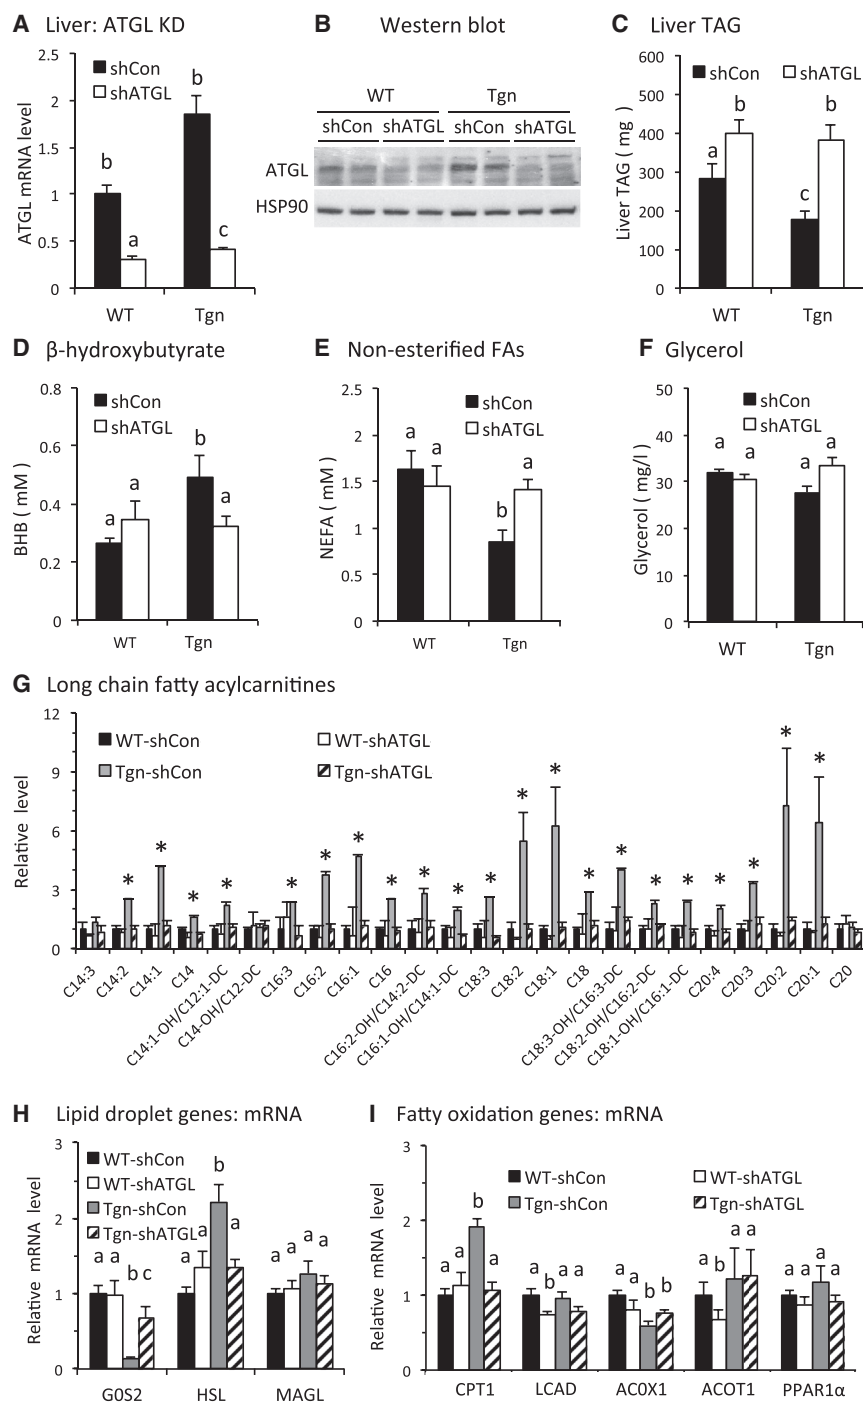 A Liver: ATGL KD
2.5
2
1.5
1
0.5
0
ATGL mRNA level
shCon
shATGL
b
a
b
c
WT
Tgn
B Western blot
WT Tgn
shCon shATGL shCon shATGL
ATGL
HSP90
C Liver TAG
600
500
400
300
200
100
0
Liver TAG ( mg )
shCon shATGL
a
b
c
b
WT
Tgn
D β-hydroxybutyrate
0.8
0.6
0.4
0.2
0
BHB ( mM )
shCon
shATGL
a
a
b
a
WT
Tgn
E Non-esterified FAs
2.5
2
1.5
1
0.5
0
NEFA ( mM )
shCon
shATGL
a
a
b
a
WT
Tgn
F Glycerol
50
40
30
20
10
0
Glycerol ( mg/l )
shCon
shATGL
a
a
a
a
WT
Tgn
G Long chain fatty acylcarnitines
12
9
6
3
0
Relative level
WT-shCon WT-shATGL
Tgn-shCon Tgn-shATGL
* * * * * * * * * * * * * * * * * * * * *
C14:3
C14:2
C14:1
C14
C14:1-OH/C12:1-DC
C14-OH/C12-DC
C16:3
C16:2
C16:1
C16
C16:2-OH/C14:2-DC
C16:1-OH/C14:1-DC
C18:3
C18:2
C18:1
C18
C18:3-OH/C16:3-DC
C18:2-OH/C16:2-DC
C18:1-OH/C16:1-DC
C20:4
C20:3
C20:2
C20:1
C20
H Lipid droplet genes: mRNA
3
2
1
0
Relative mRNA level
WT-shCon
WT-shATGL
Tgn-shCon
Tgn-shATGL
a a b c
a a b a
a a a a
G0S2 HSL MAGL
I Fatty oxidation genes: mRNA
3
2
1
0
Relative mRNA level
WT-shCon WT-shATGL
Tgn-shCon Tgn-shATGL
a a b a
a b a a
a a b b
a b a a
a a a a
CPT1 LCAD ACOX1 ACOT1 PPAR1α